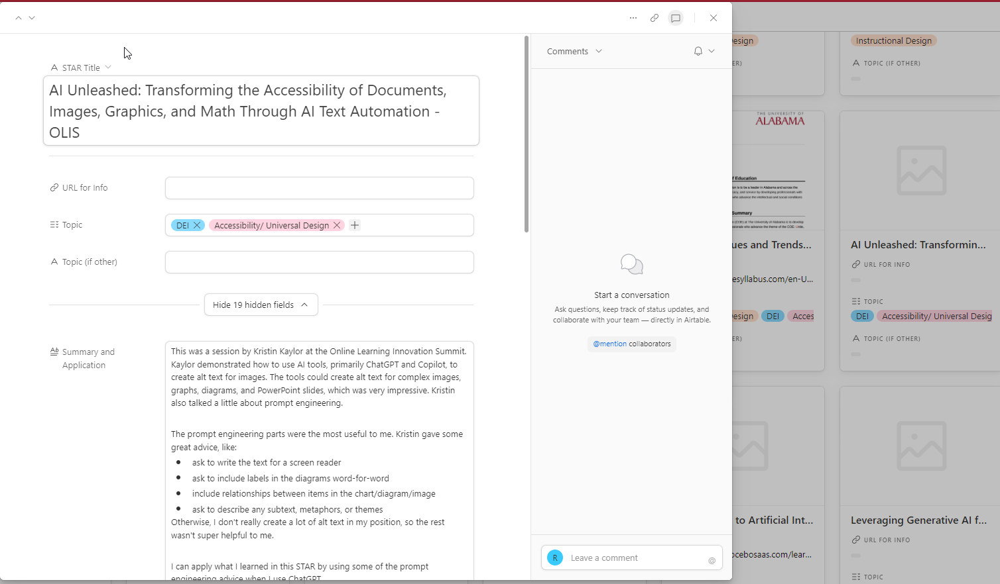 STAR Title
AI Unleashed: Transforming the Accessibility of Documents,
Images, Graphics, and Math Through AI Text Automation -
OLIS
URL for Info
Topic
DEI
Accessibility/ Universal Design
Topic (if other)
Hide 19 hidden fields
Summary and
Application
This was a session by Kristin Kaylor at the Online Learning Innovation Summit.
Kaylor demonstrated how to use AI tools, primarily ChatGPT and Copilot, to
create alt text for images. The tools could create alt text for complex images,
graphs, diagrams, and PowerPoint slides, which was very impressive. Kristin
also talked a little about prompt engineering.
The prompt engineering parts were the most useful to me. Kristin gave some
great advice, like:
• ask to write the text for a screen reader
• ask to include labels in the diagrams word-for-word
• include relationships between items in the chart/diagram/image
• ask to describe any subtext, metaphors, or themes
Otherwise, I don't really create a lot of alt text in my position, so the rest
wasn't super helpful to me.
I can apply what I learned in this STAR by using some of the prompt
engineering advice when I use ChatGPT.
Comments
Start a conversation
Ask questions, keep track of status updates, and
collaborate with your team — directly in Airtable.
@mention collaborators
R
Leave a comment
@
esign
ER)
THE UNIVERSITY OF
ALABAMA
f Education
Summary
ues and Trends...
esyllabus.com/en-U...
esign
DEI
Acces
ER)
to Artificial Int...
ocebosaas.com/lear...
Instructional Design
TOPIC (IF OTHER)
AI Unleashed: Transformin...
URL FOR INFO
TOPIC
DEI
Accessibility/ Universal Desig
TOPIC (IF OTHER)
Leveraging Generative AI f...
URL FOR INFO
TOPIC